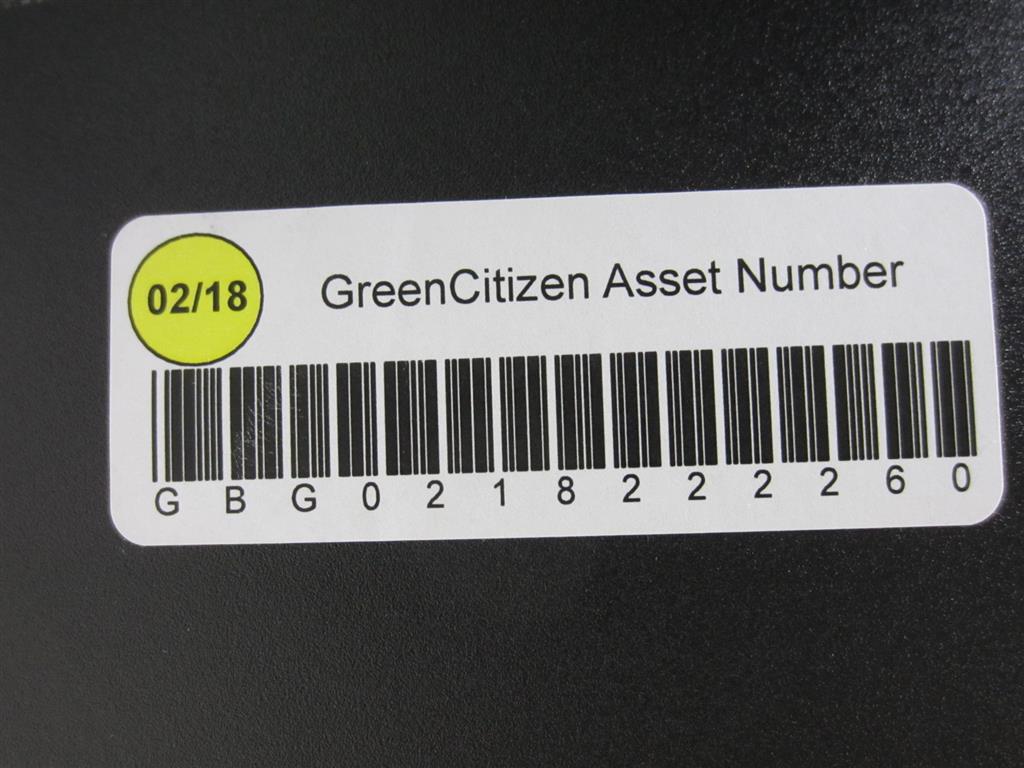 02/18
GreenCitizen Asset Number
G B G 0 2 1 8 2 2 2 2 6 0